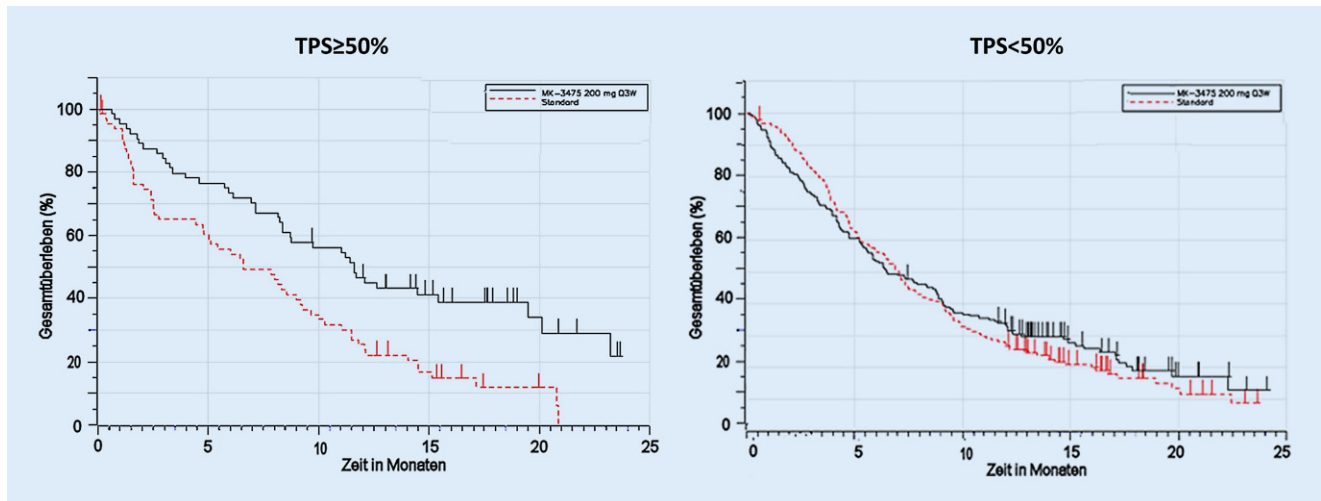 TPS≥50%
MK-3475 200 mg Q3W
Standard
Gesamtüberleben (%)
100
80
60
40
20
0
0 5 10 15 20 25
Zeit in Monaten
TPS<50%
MK-3475 200 mg Q3W
Standard
Gesamtüberleben (%)
100
80
60
40
20
0
0 5 10 15 20 25
Zeit in Monaten